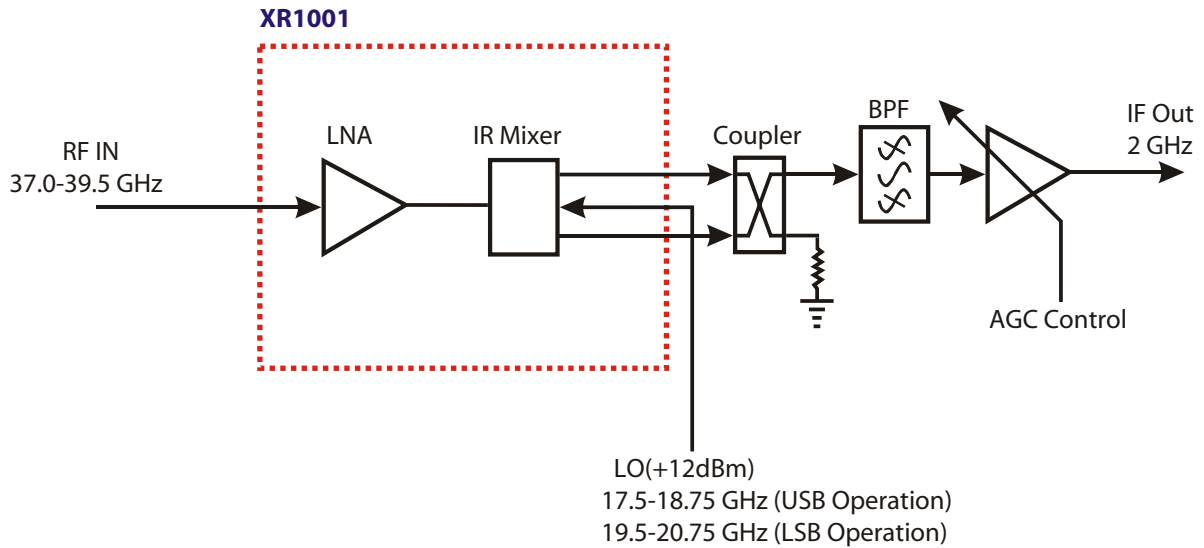 XR1001
LNA
IR Mixer
Coupler
BPF
IF Out
2 GHz
RF IN
37.0-39.5 GHz
AGC Control
LO(+12dBm)
17.5-18.75 GHz (USB Operation)
19.5-20.75 GHz (LSB Operation)